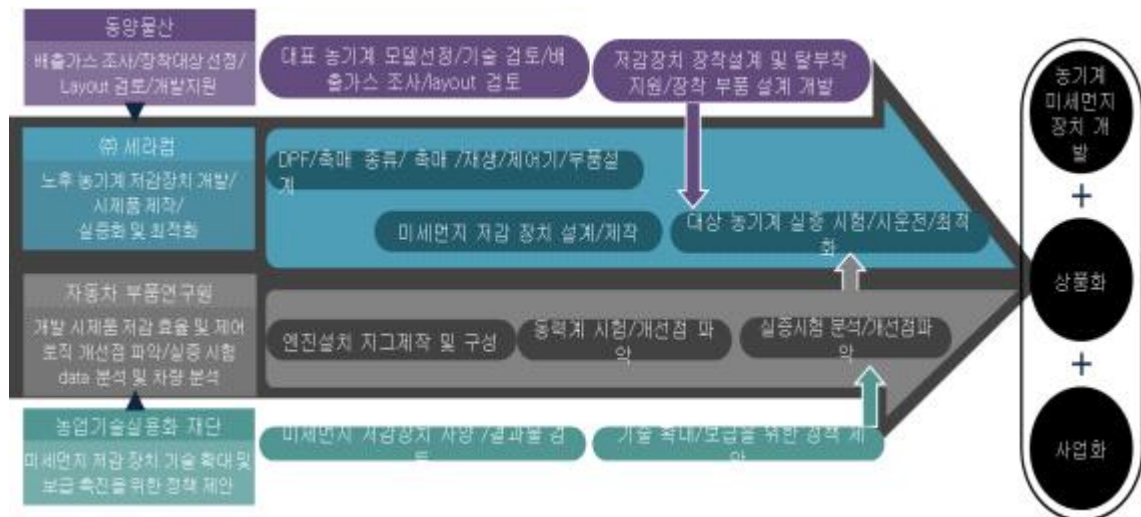 동양물산
배출가스 조사/장착대상 선정/
Layout 검토/개발지원
대표 농기계 모델선정/기술 검토/배
출가스 조사/layout 검토
저감장치 장착설계 및 탈부착
지원/장착 부품 설계 개발
㈜ 세라컴
노후 농기계 저감장치 개발/
시제품 제작/
실증화 및 최적화
DPF/촉매 종류/ 촉매 /재생/제어기/부품설
계
미세먼지 저감 장치 설계/제작
대상 농기계 실증 시험/시운전/최적
화
자동차 부품연구원
개발 시제품 저감 효율 및 제어
로직 개선점 파악/실증 시험
data 분석 및 차량 분석
엔진설치 지그제작 및 구성
동력계 시험/개선점 파
악
실증시험 분석/개선점파
악
농업기술실용화 재단
미세먼지 저감 장치 기술 확대 및
보급 촉진을 위한 정책 제안
미세먼지 저감장치 사양 /결과물 검
토
기술 확대/보급을 위한 정책 제
안
농기계
미세먼지
장치 개
발
+
상품화
+
사업화